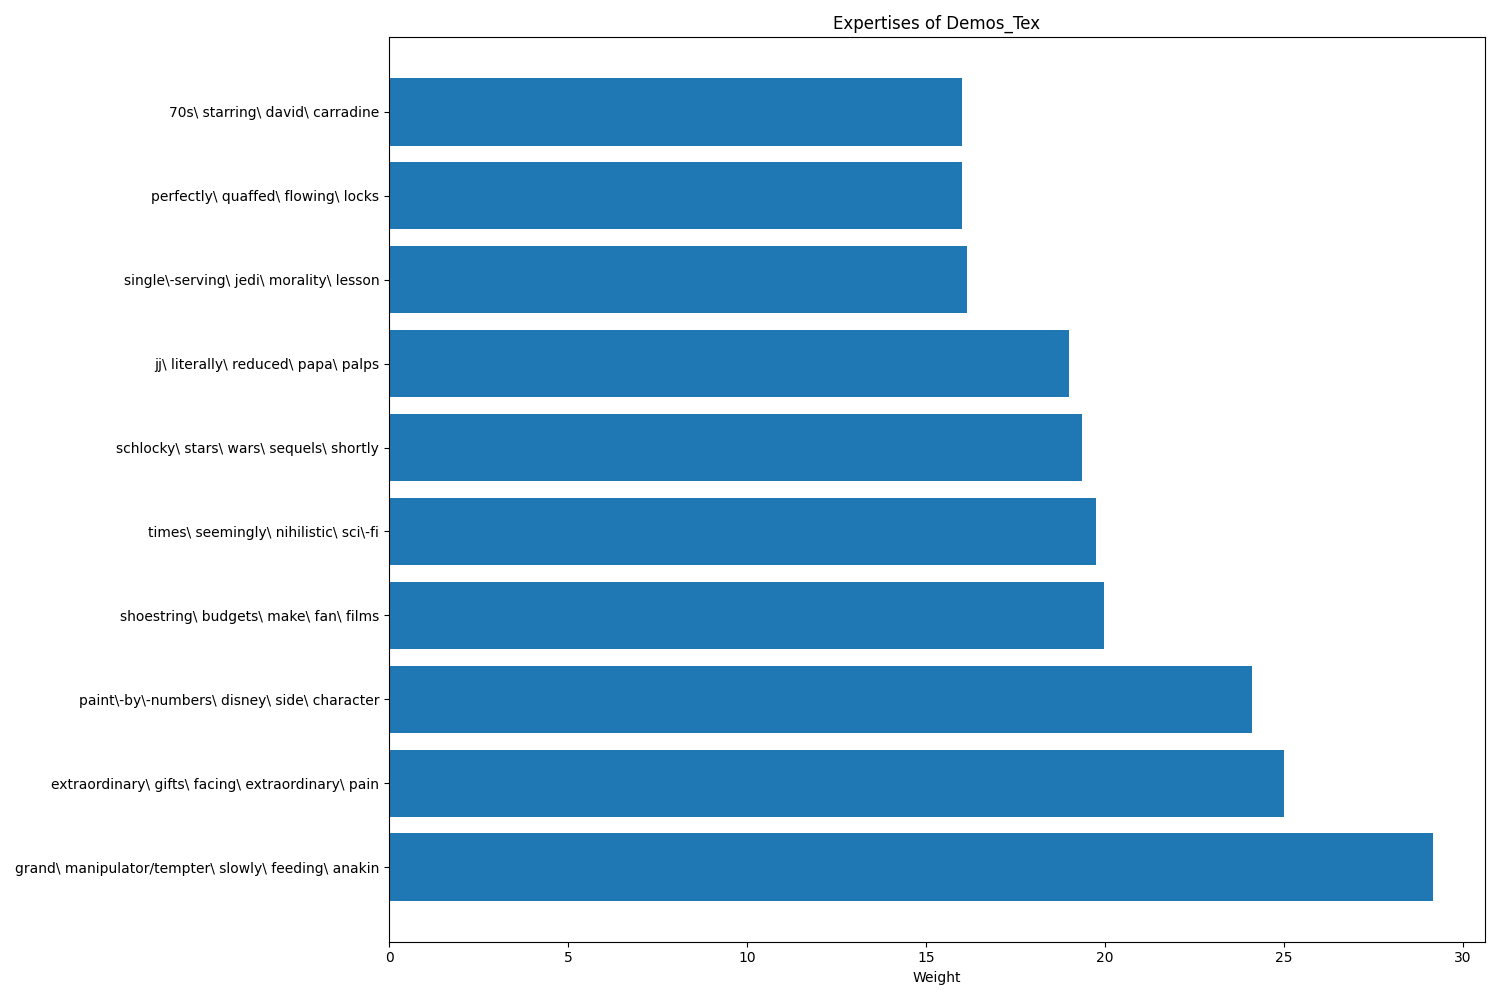 Expertises of Demos_Tex
70s\ starring\ david\ carradine
perfectly\ quaffed\ flowing\ locks
single\-serving\ jedi\ morality\ lesson
jj\ literally\ reduced\ papa\ palps
schlocky\ stars\ wars\ sequels\ shortly
times\ seemingly\ nihilistic\ sci\-fi
shoestring\ budgets\ make\ fan\ films
paint\-by\-numbers\ disney\ side\ character
extraordinary\ gifts\ facing\ extraordinary\ pain
grand\ manipulator/tempter\ slowly\ feeding\ anakin
0 5 10 15 20 25 30
Weight